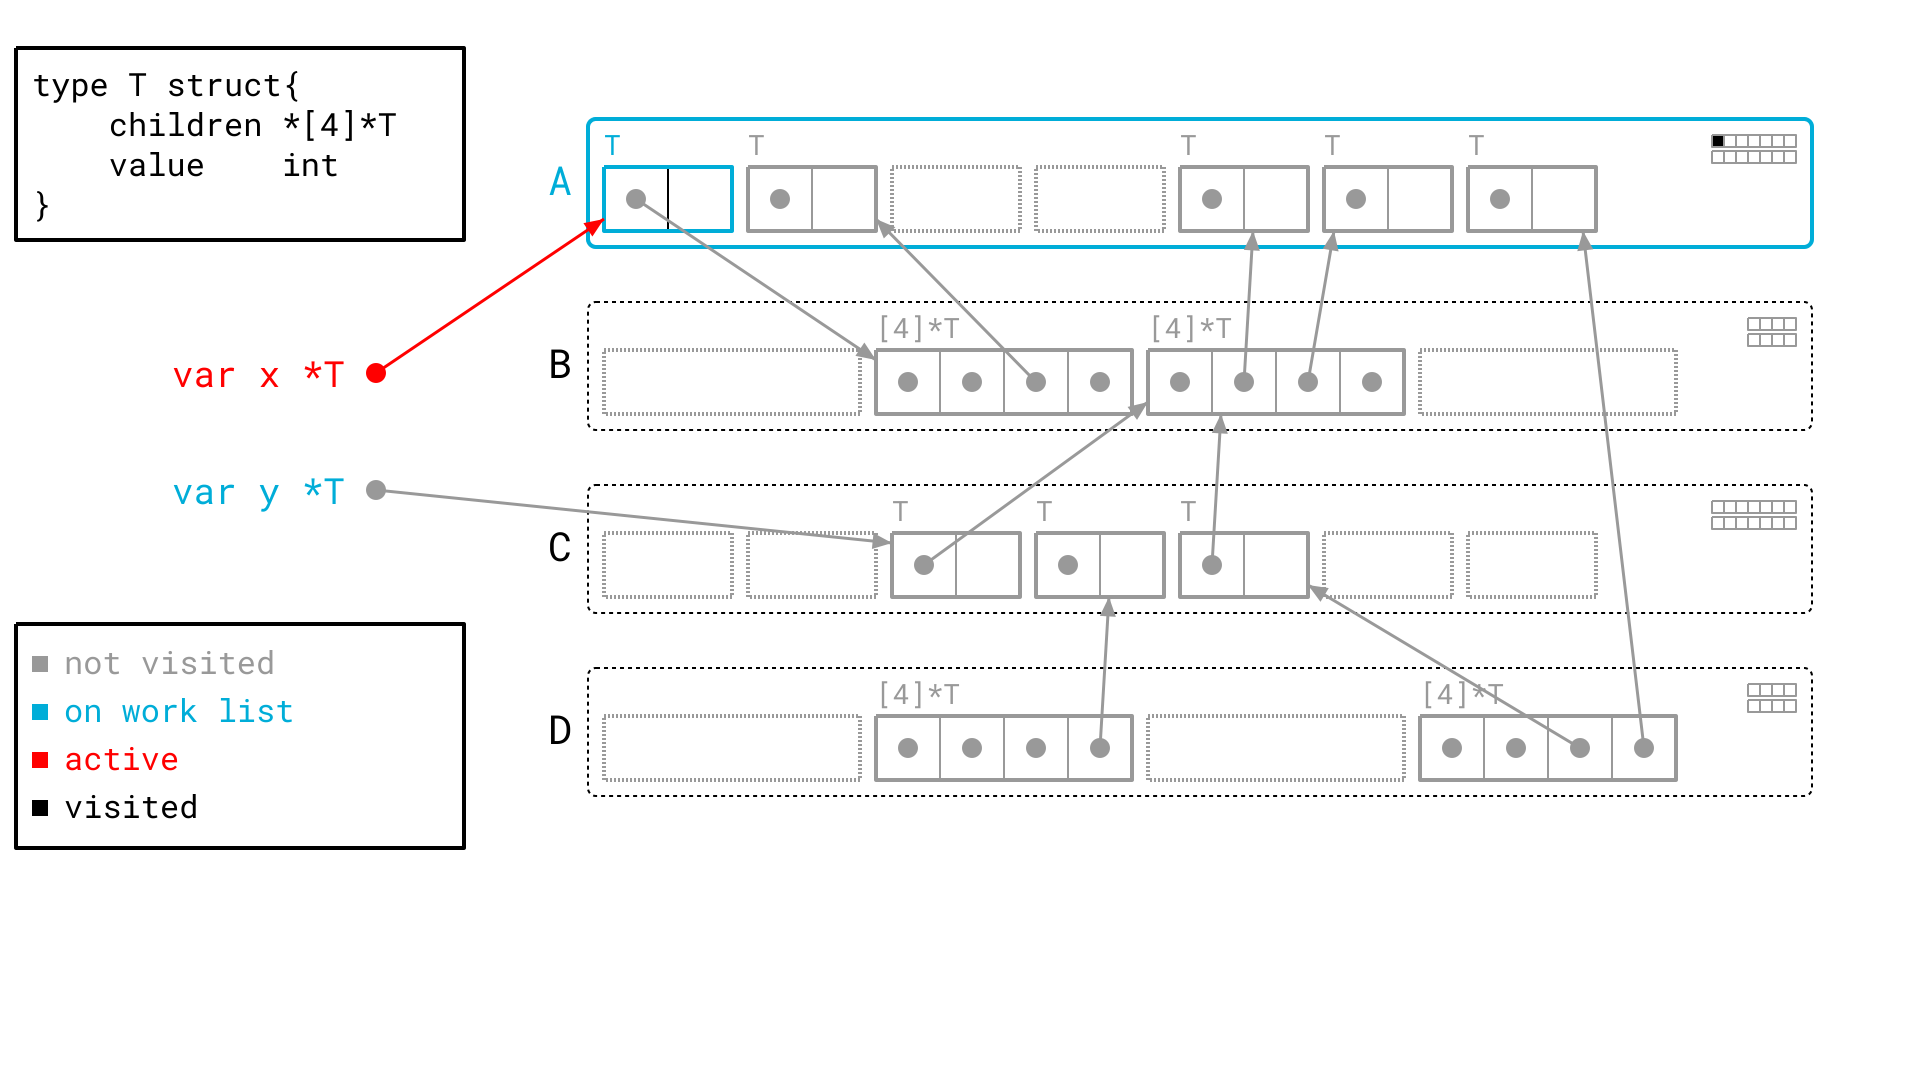 type T struct{
    children *[4]*T
    value    int
}
T T T T T
A
[4]*T [4]*T
B
var x *T
var y *T
T T T
C
not visited
on work list
active
visited
[4]*T [4]*T
D